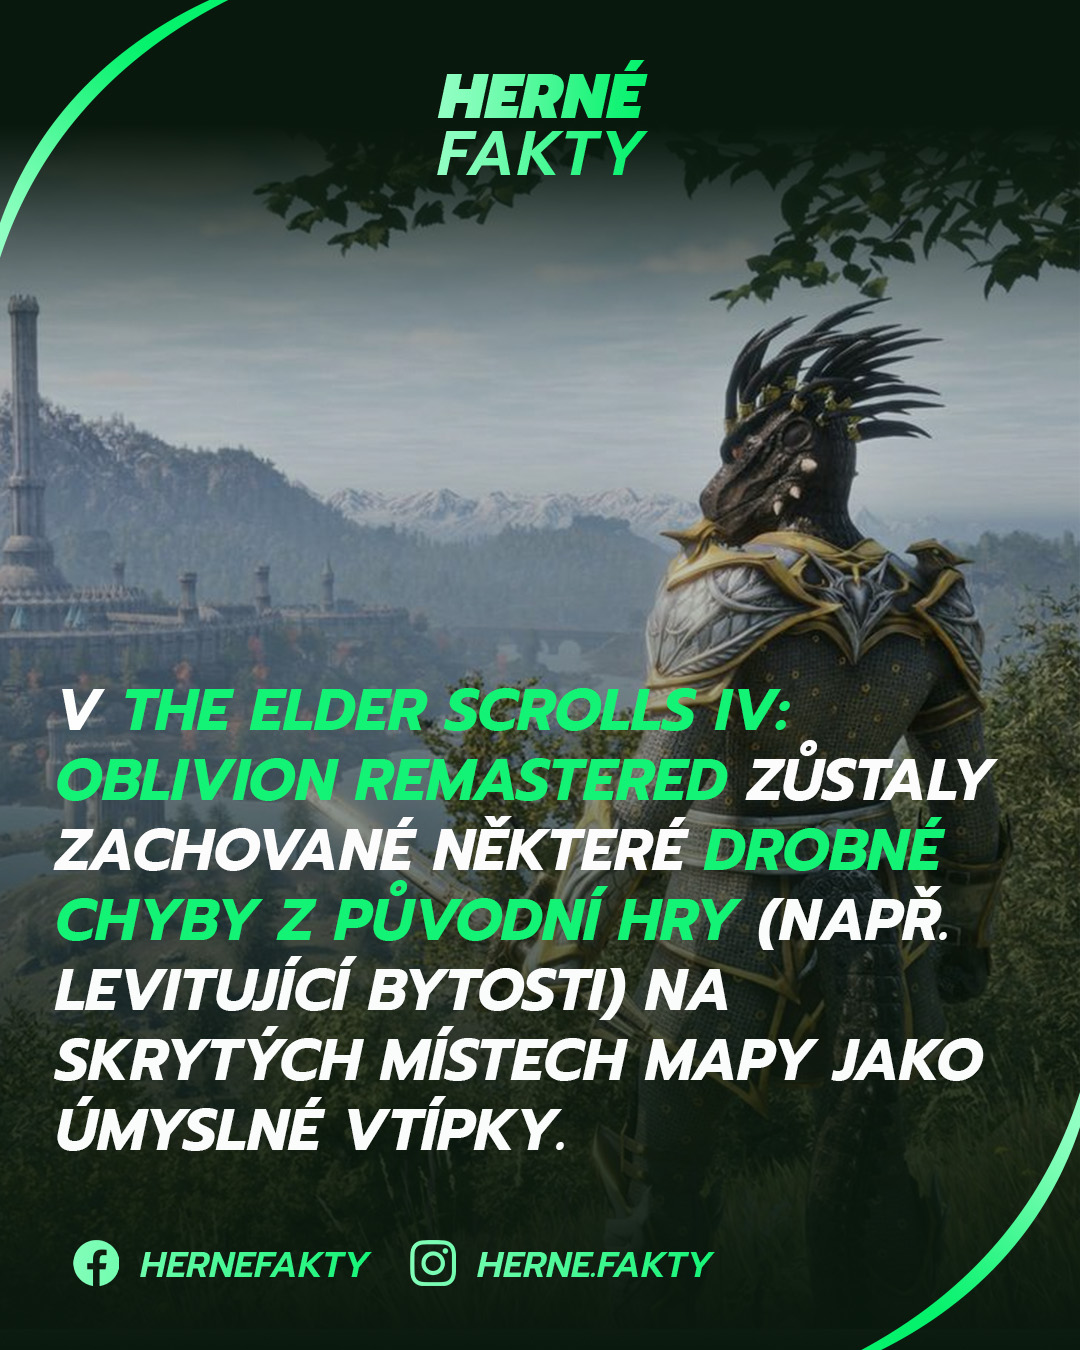 HERNÉ
FAKTY
V THE ELDER SCROLLS IV:
OBLIVION REMASTERED ZŮSTALY
ZACHOVANÉ NĚKTERÉ DROBNÉ
CHYBY Z PŮVODNÍ HRY (NAPŘ.
LEVITUJÍCÍ BYTOSTI) NA
SKRYTÝCH MÍSTECH MAPY JAKO
ÚMYSLNÉ VTÍPKY.
HERNEFAKTY HERNE.FAKTY